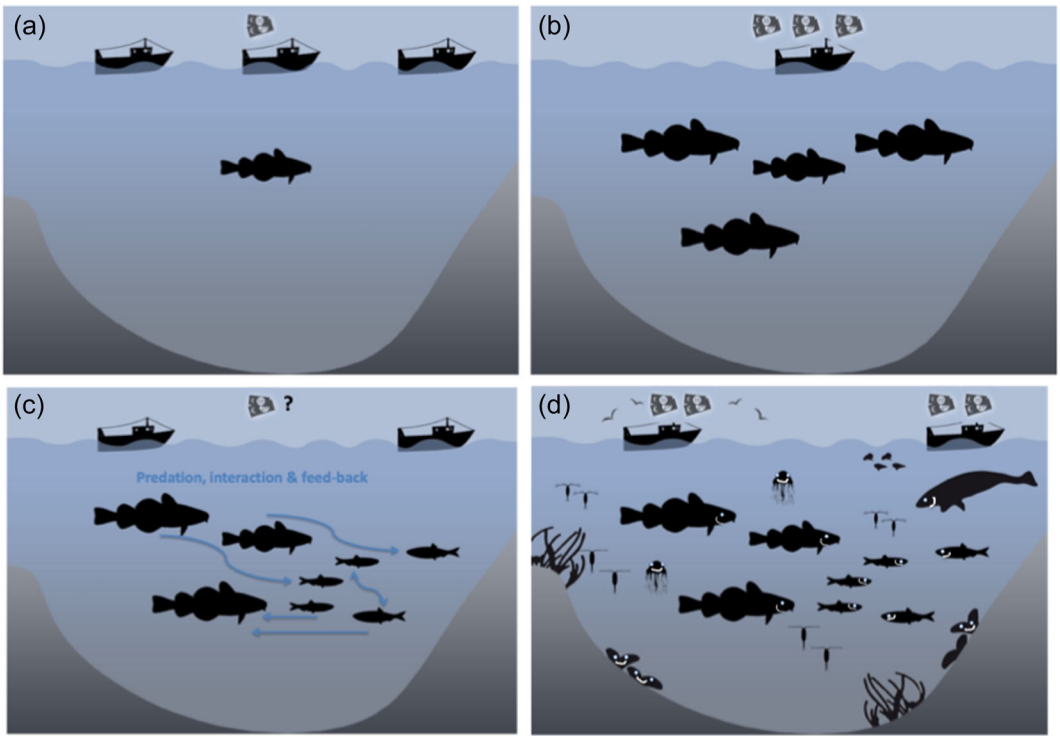 (a)
(b)
(c)
?
Predation, interaction & feed-back
(d)